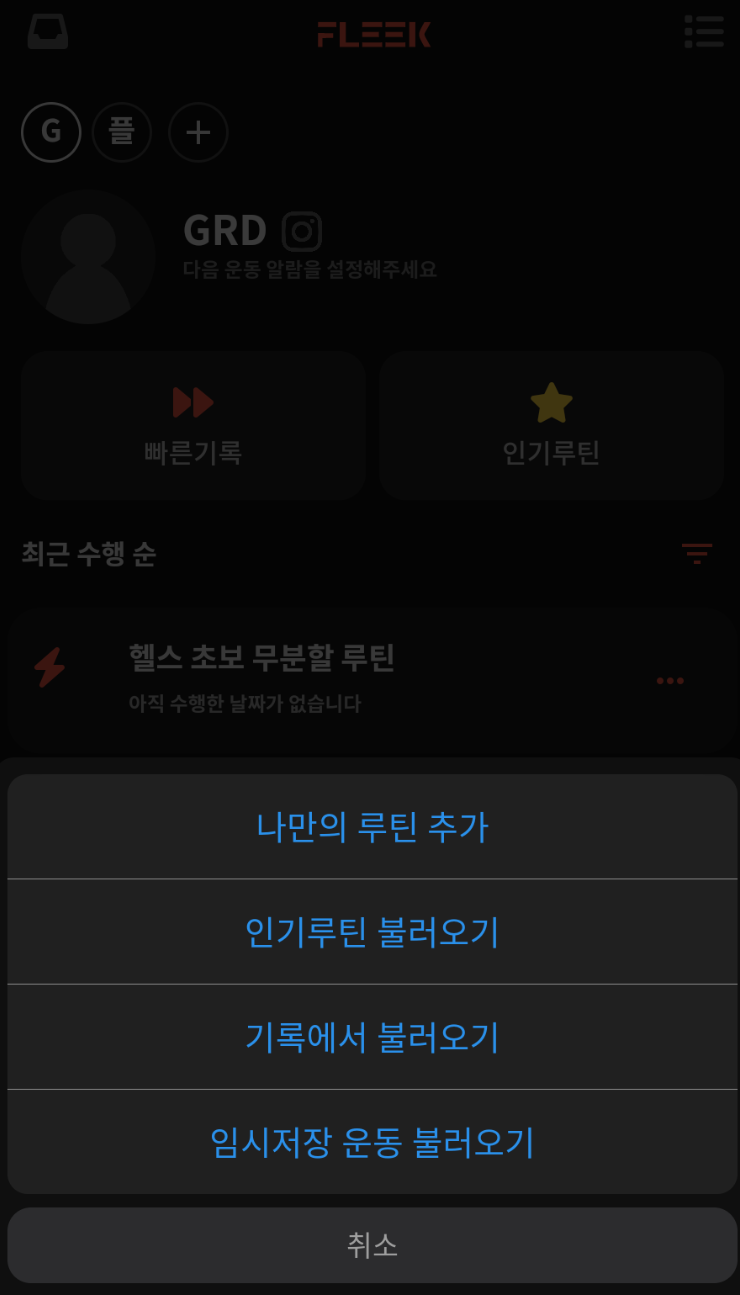 FLEEK
G 플 +
GRD
다음 운동 알람을 설정해주세요
빠른기록 인기루틴
최근 수행 순
헬스 초보 무분할 루틴
아직 수행한 날짜가 없습니다
나만의 루틴 추가
인기루틴 불러오기
기록에서 불러오기
임시저장 운동 불러오기
취소